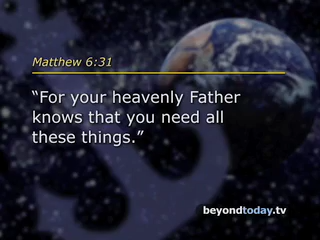 Matthew 6:31
“For your heavenly Father
knows that you need all
these things.”
beyondtoday.tv